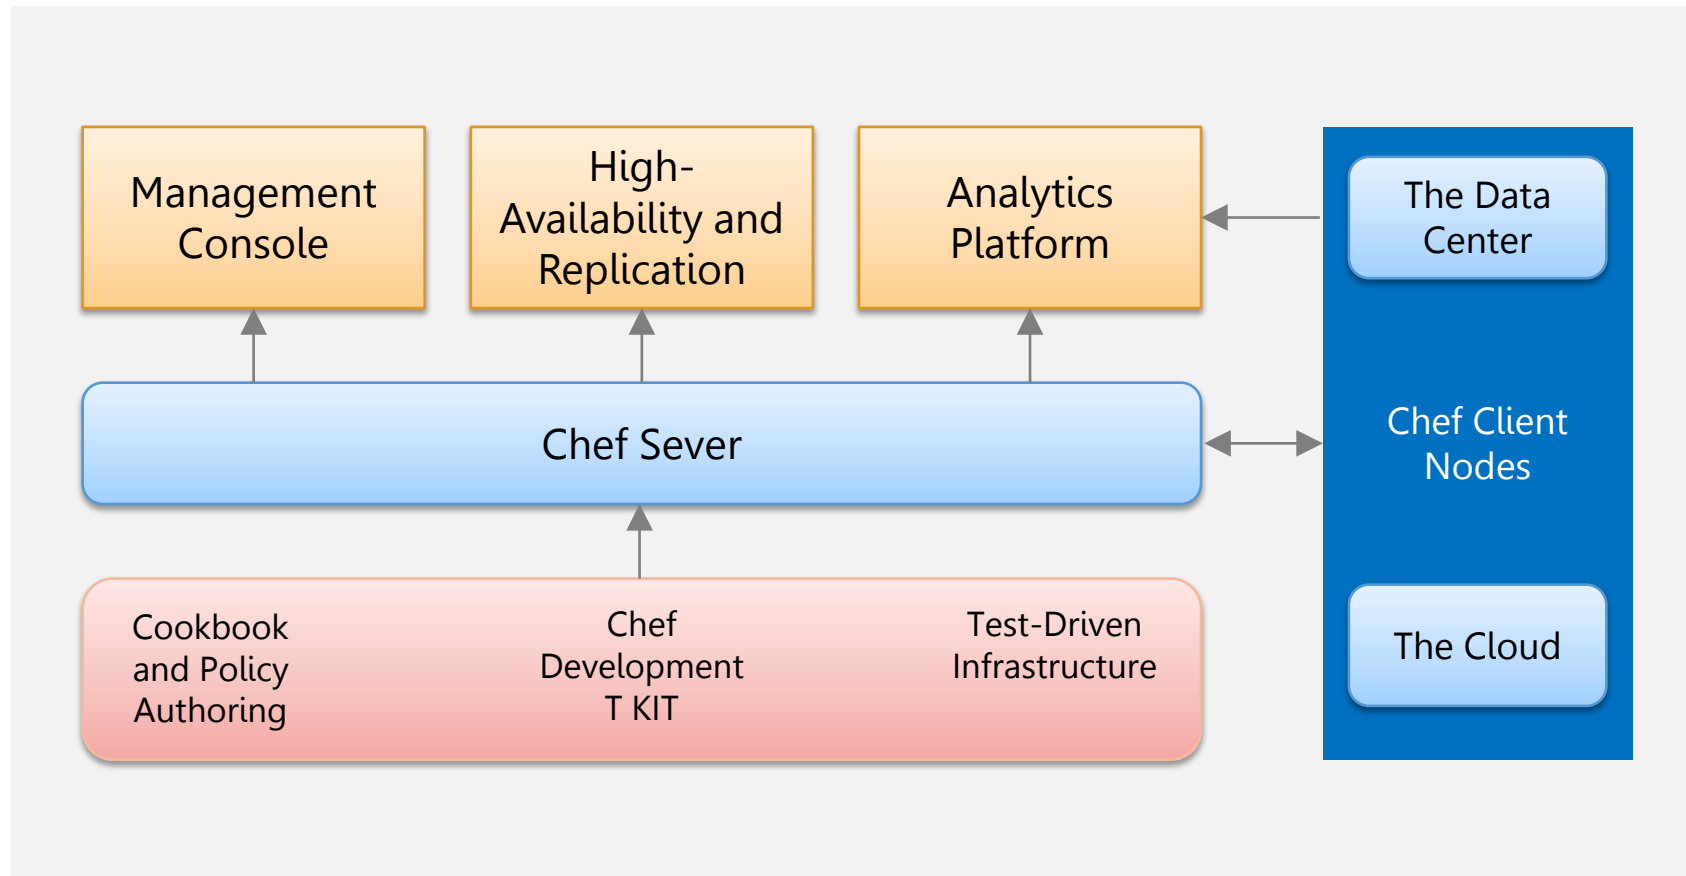 Management
Console
High-
Availability and
Replication
Analytics
Platform
The Data
Center
Chef Sever
Chef Client
Nodes
Cookbook
and Policy
Authoring
Chef
Development
T KIT
Test-Driven
Infrastructure
The Cloud